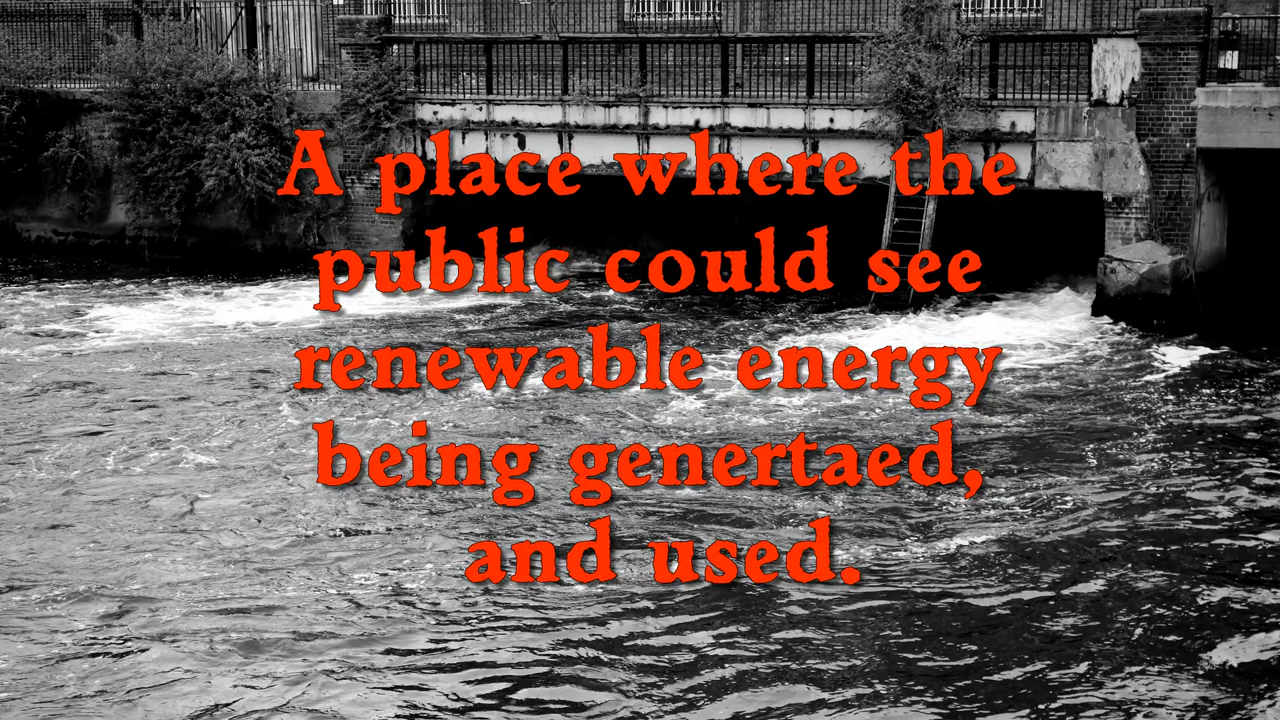 A place where the
public could see
renewable energy
being genertaed,
and used.